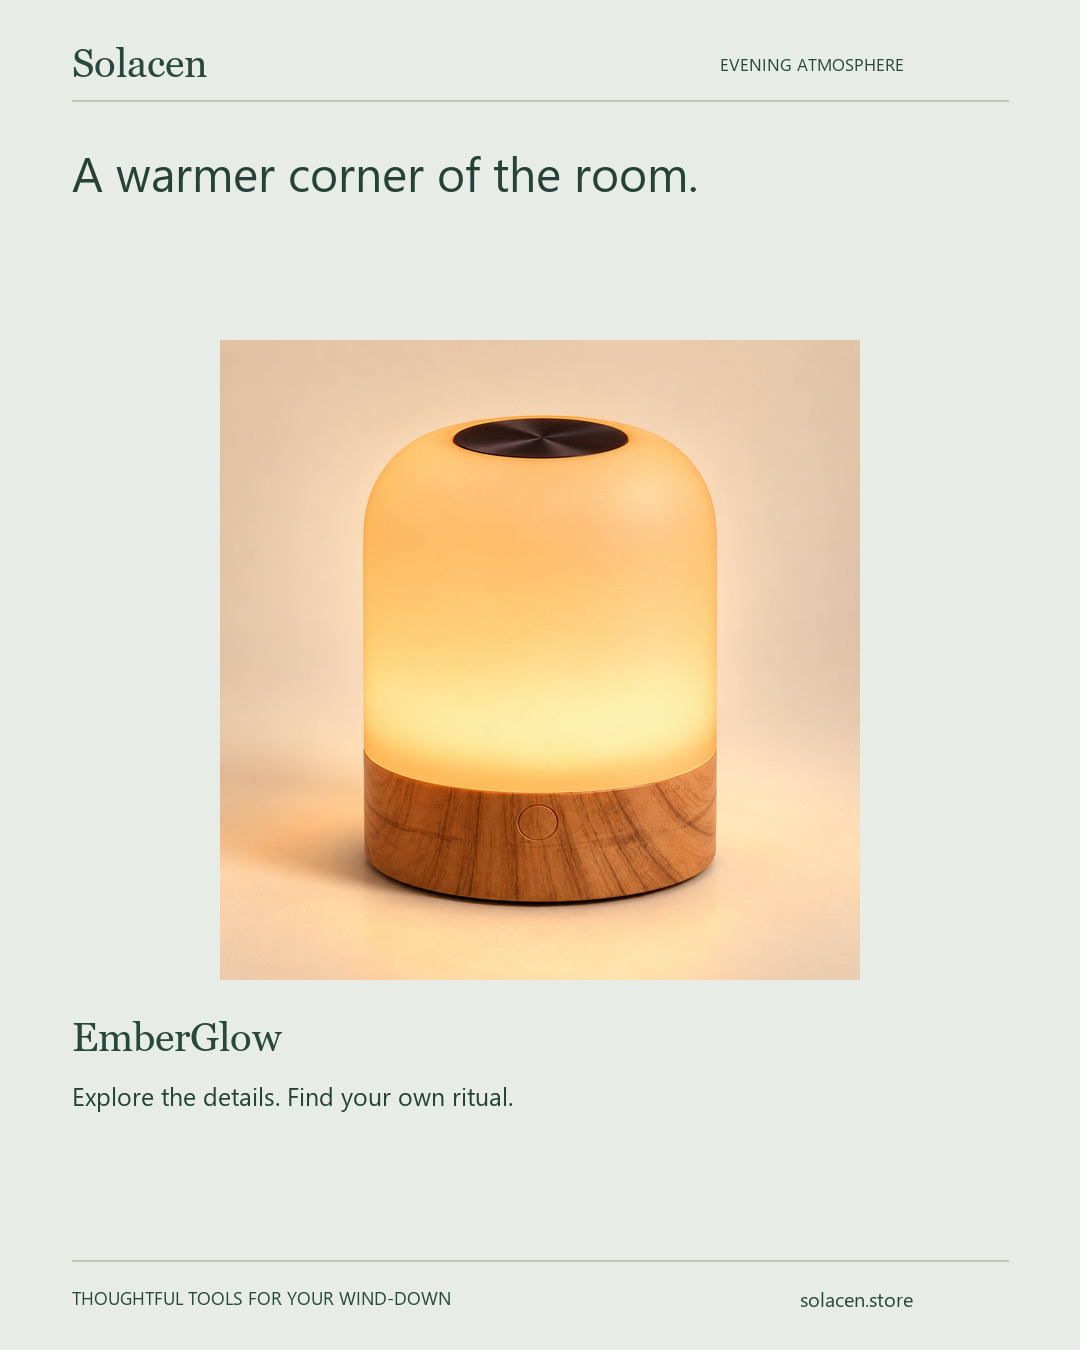 Solacen
EVENING ATMOSPHERE
A warmer corner of the room.
EmberGlow
Explore the details. Find your own ritual.
THOUGHTFUL TOOLS FOR YOUR WIND-DOWN
solacen.store